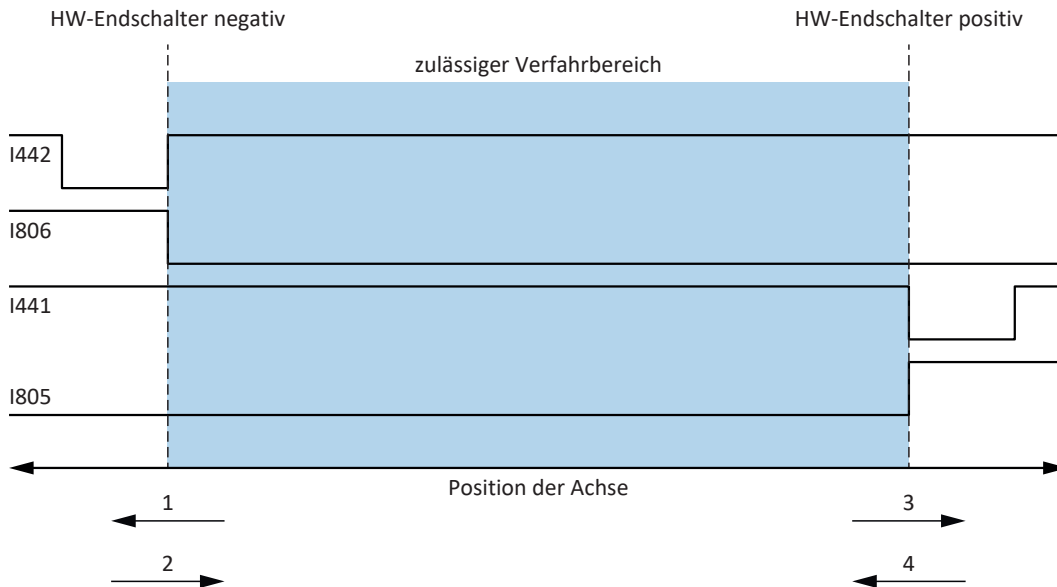 HW-Endschalter negativ
HW-Endschalter positiv
zulässiger Verfahrbereich
I442
I806
I441
I805
Position der Achse
1
3
2
4